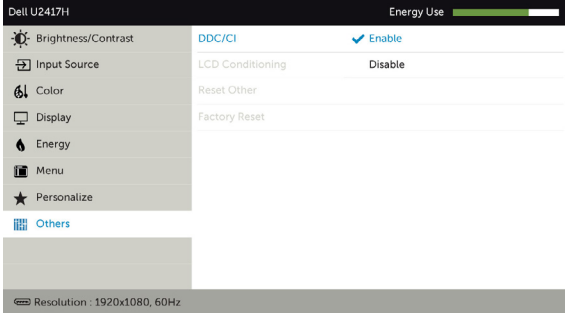 Dell U2417H Energy Use
Brightness/Contrast DDC/CI Enable
Input Source LCD Conditioning Disable
Color Reset Other
Display Factory Reset
Energy
Menu
Personalize
Others
Resolution : 1920x1080, 60Hz